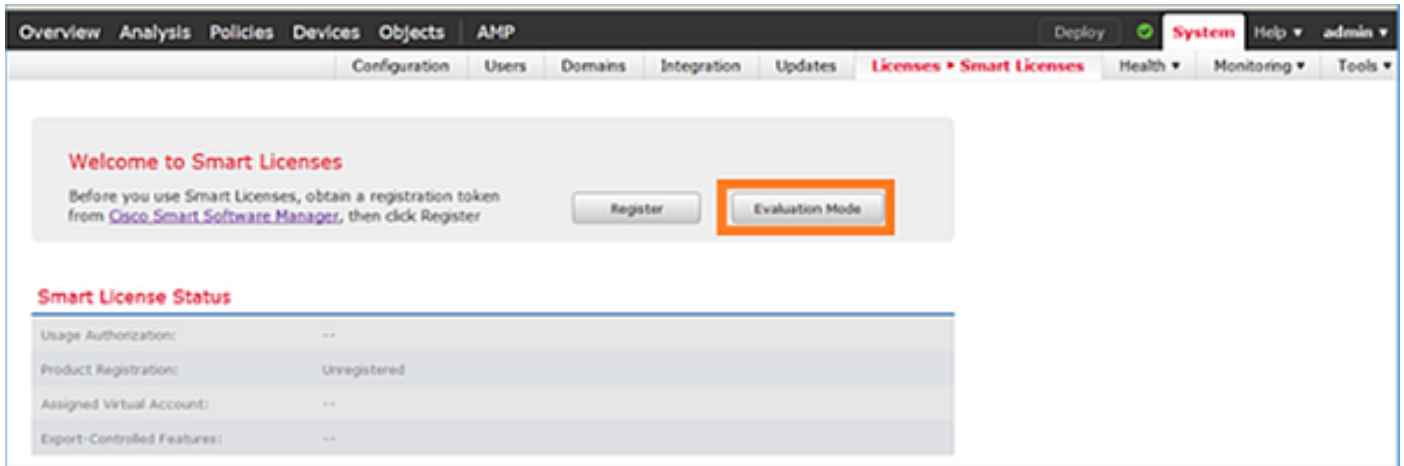 Overview Analysis Policies Devices Objects AMP Deploy System Help ▾ admin ▾
Configuration Users Domains Integration Updates Licenses ▸ Smart Licenses Health ▾ Monitoring ▾ Tools ▾
Welcome to Smart Licenses
Before you use Smart Licenses, obtain a registration token
from Cisco Smart Software Manager, then click Register
Register Evaluation Mode
Smart License Status
Usage Authorization: --
Product Registration: Unregistered
Assigned Virtual Account: --
Export-Controlled Features: --